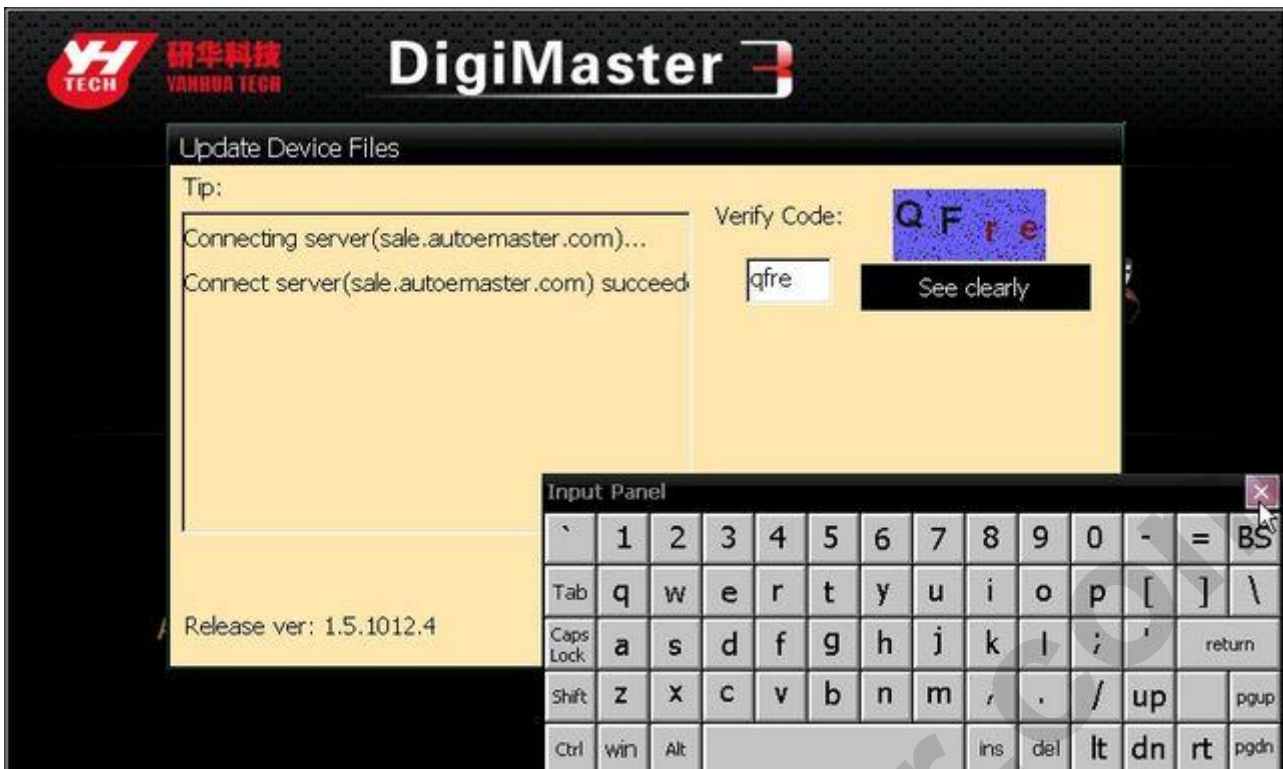 YH TECH
研华科技
YANHUA TECH
DigiMaster 3
Update Device Files
Tip:
Connecting server(sale.autoemaster.com)...
Connect server(sale.autoemaster.com) succeed
Verify Code:
Q F r e
qfre
See clearly
Release ver: 1.5.1012.4
Input Panel
` 1 2 3 4 5 6 7 8 9 0 - = BS
Tab q w e r t y u i o p [ ] \
Caps Lock a s d f g h j k l ; ' return
Shift z x c v b n m , . / up pgup
Ctrl win Alt ins del lt dn rt pgdn